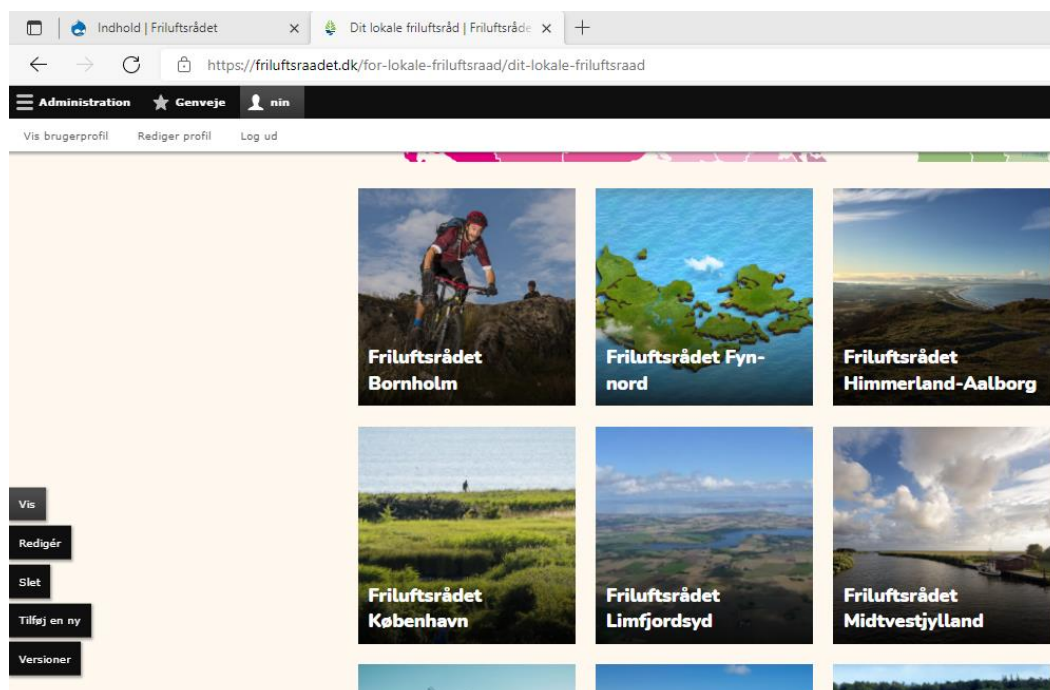 Indhold | Friluftsrådet
Dit lokale friluftsråd | Friluftsråde
https://friluftsraadet.dk/for-lokale-friluftsraad/dit-lokale-friluftsraad
Administration Genveje nin
Vis brugerprofil Rediger profil Log ud
Friluftsrådet
Bornholm
Friluftsrådet Fyn-
nord
Friluftsrådet
Himmerland-Aalborg
Friluftsrådet
København
Friluftsrådet
Limfjordsyd
Friluftsrådet
Midtvestjylland
Vis
Redigér
Slet
Tilføj en ny
Versioner